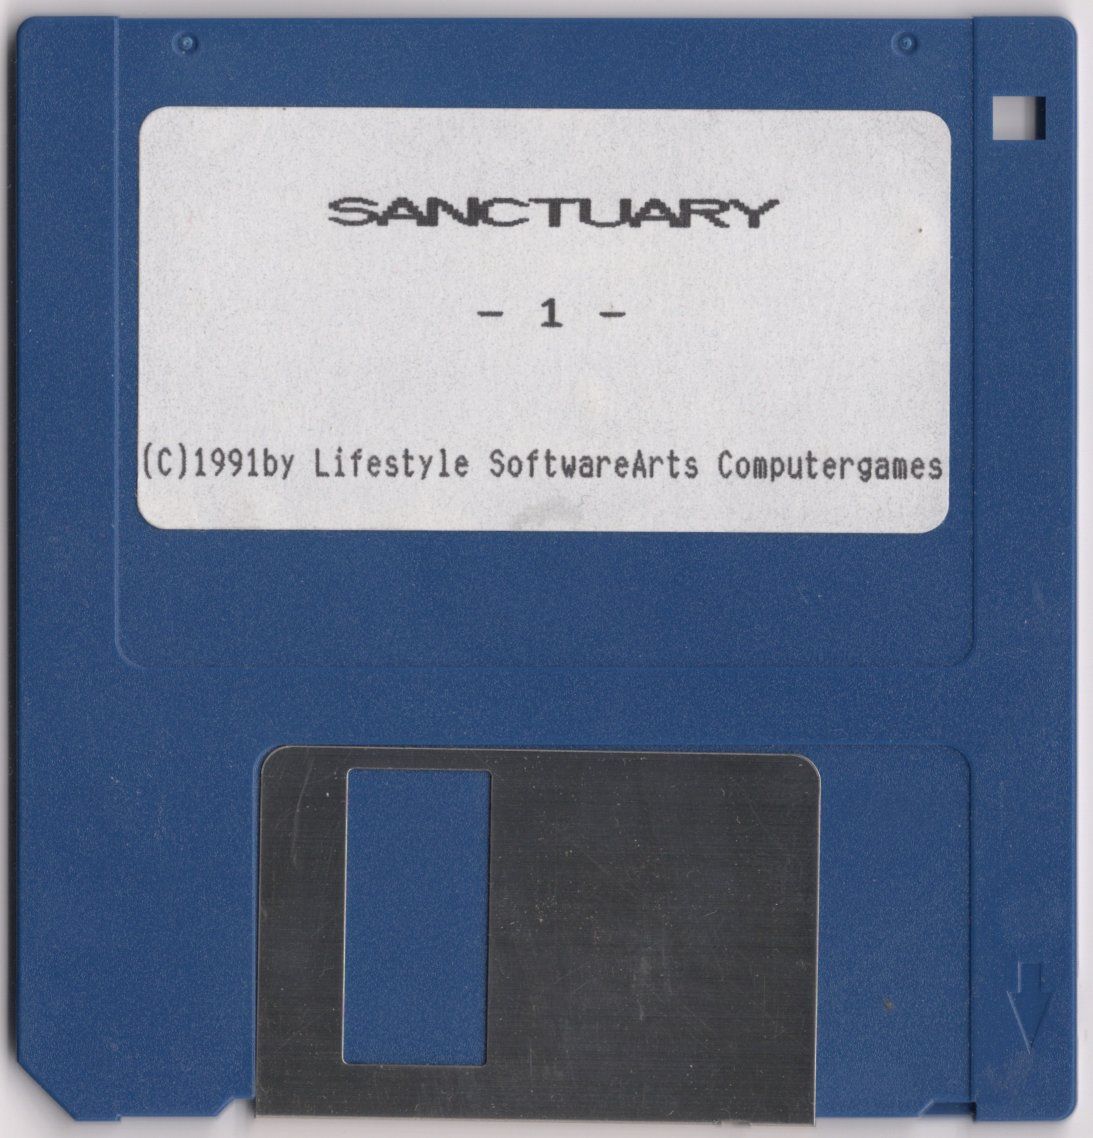 SANCTUARY
- 1 -
(C)1991by Lifestyle SoftwareArts Computergames